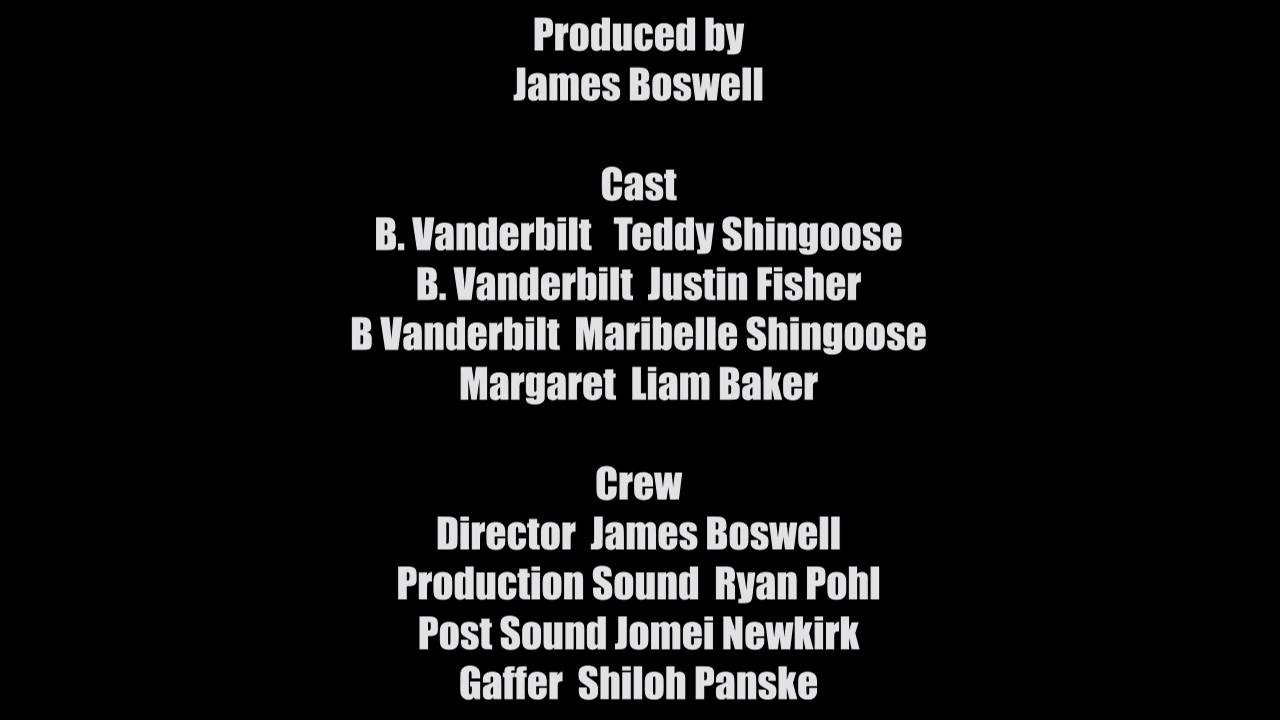 Produced by
James Boswell
Cast
B. Vanderbilt   Teddy Shingoose
B. Vanderbilt  Justin Fisher
B Vanderbilt  Maribelle Shingoose
Margaret  Liam Baker
Crew
Director  James Boswell
Production Sound  Ryan Pohl
Post Sound Jomei Newkirk
Gaffer  Shiloh Panske